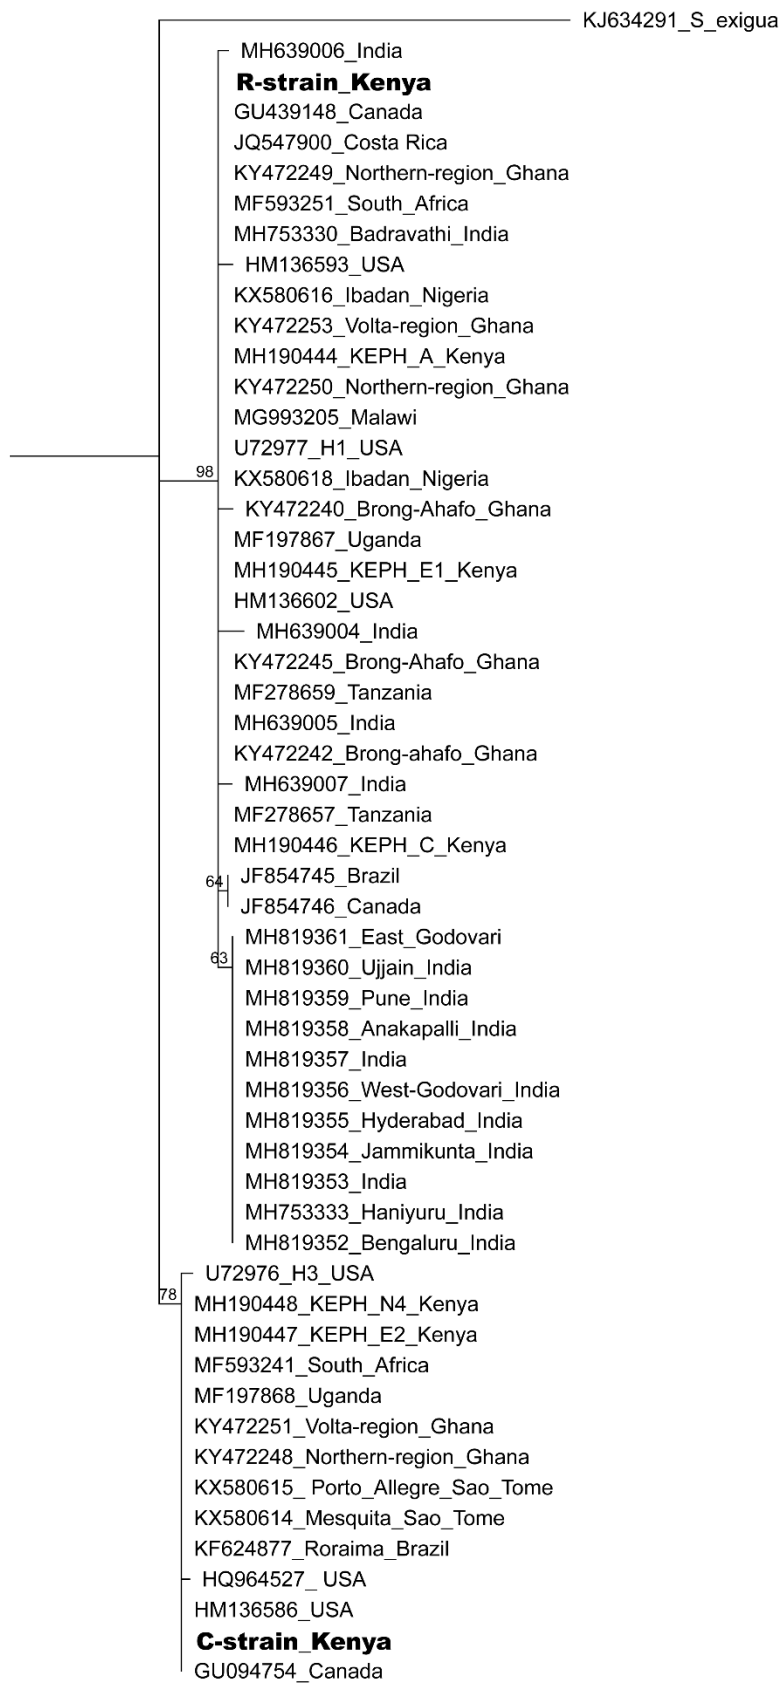 KJ634291_S_exigua
MH639006_India
R-strain_Kenya
GU439148_Canada
JQ547900_Costa Rica
KY472249_Northern-region_Ghana
MF593251_South_Africa
MH753330_Badravathi_India
HM136593_USA
KX580616_Ibadan_Nigeria
KY472253_Volta-region_Ghana
MH190444_KEPH_A_Kenya
KY472250_Northern-region_Ghana
MG993205_Malawi
U72977_H1_USA
98
KX580618_Ibadan_Nigeria
KY472240_Brong-Ahafo_Ghana
MF197867_Uganda
MH190445_KEPH_E1_Kenya
HM136602_USA
MH639004_India
KY472245_Brong-Ahafo_Ghana
MF278659_Tanzania
MH639005_India
KY472242_Brong-ahafo_Ghana
MH639007_India
MF278657_Tanzania
MH190446_KEPH_C_Kenya
64
JF854745_Brazil
JF854746_Canada
MH819361_East_Godovari
63
MH819360_Ujjain_India
MH819359_Pune_India
MH819358_Anakapalli_India
MH819357_India
MH819356_West-Godovari_India
MH819355_Hyderabad_India
MH819354_Jammikunta_India
MH819353_India
MH753333_Haniyuru_India
MH819352_Bengaluru_India
U72976_H3_USA
78
MH190448_KEPH_N4_Kenya
MH190447_KEPH_E2_Kenya
MF593241_South_Africa
MF197868_Uganda
KY472251_Volta-region_Ghana
KY472248_Northern-region_Ghana
KX580615_ Porto_Allegre_Sao_Tome
KX580614_Mesquita_Sao_Tome
KF624877_Roraima_Brazil
HQ964527_ USA
HM136586_USA
C-strain_Kenya
GU094754_Canada